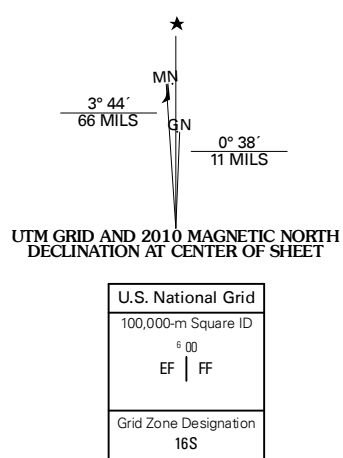 ★
MN
3° 44´
66 MILS
GN
0° 38´
11 MILS
UTM GRID AND 2010 MAGNETIC NORTH
DECLINATION AT CENTER OF SHEET
U.S. National Grid
100,000-m Square ID
6 00
EF | FF
Grid Zone Designation
16S